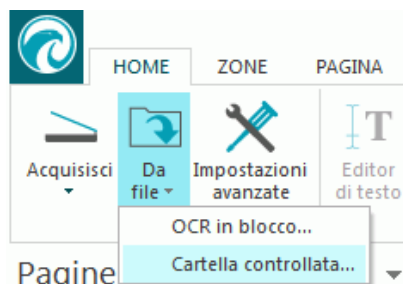 HOME ZONE PAGINA
Acquisisci Da file Impostazioni avanzate Editor di testo
OCR in blocco...
Cartella controllata...
Pagine